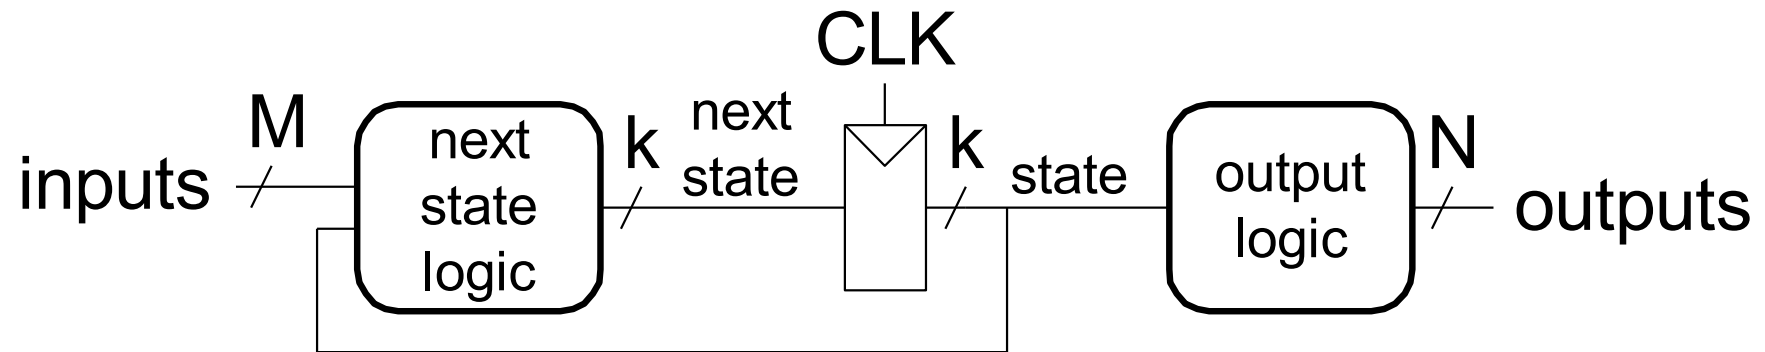 CLK
M
next
inputs
next
state
logic
k
state
k
state
output
logic
N
outputs